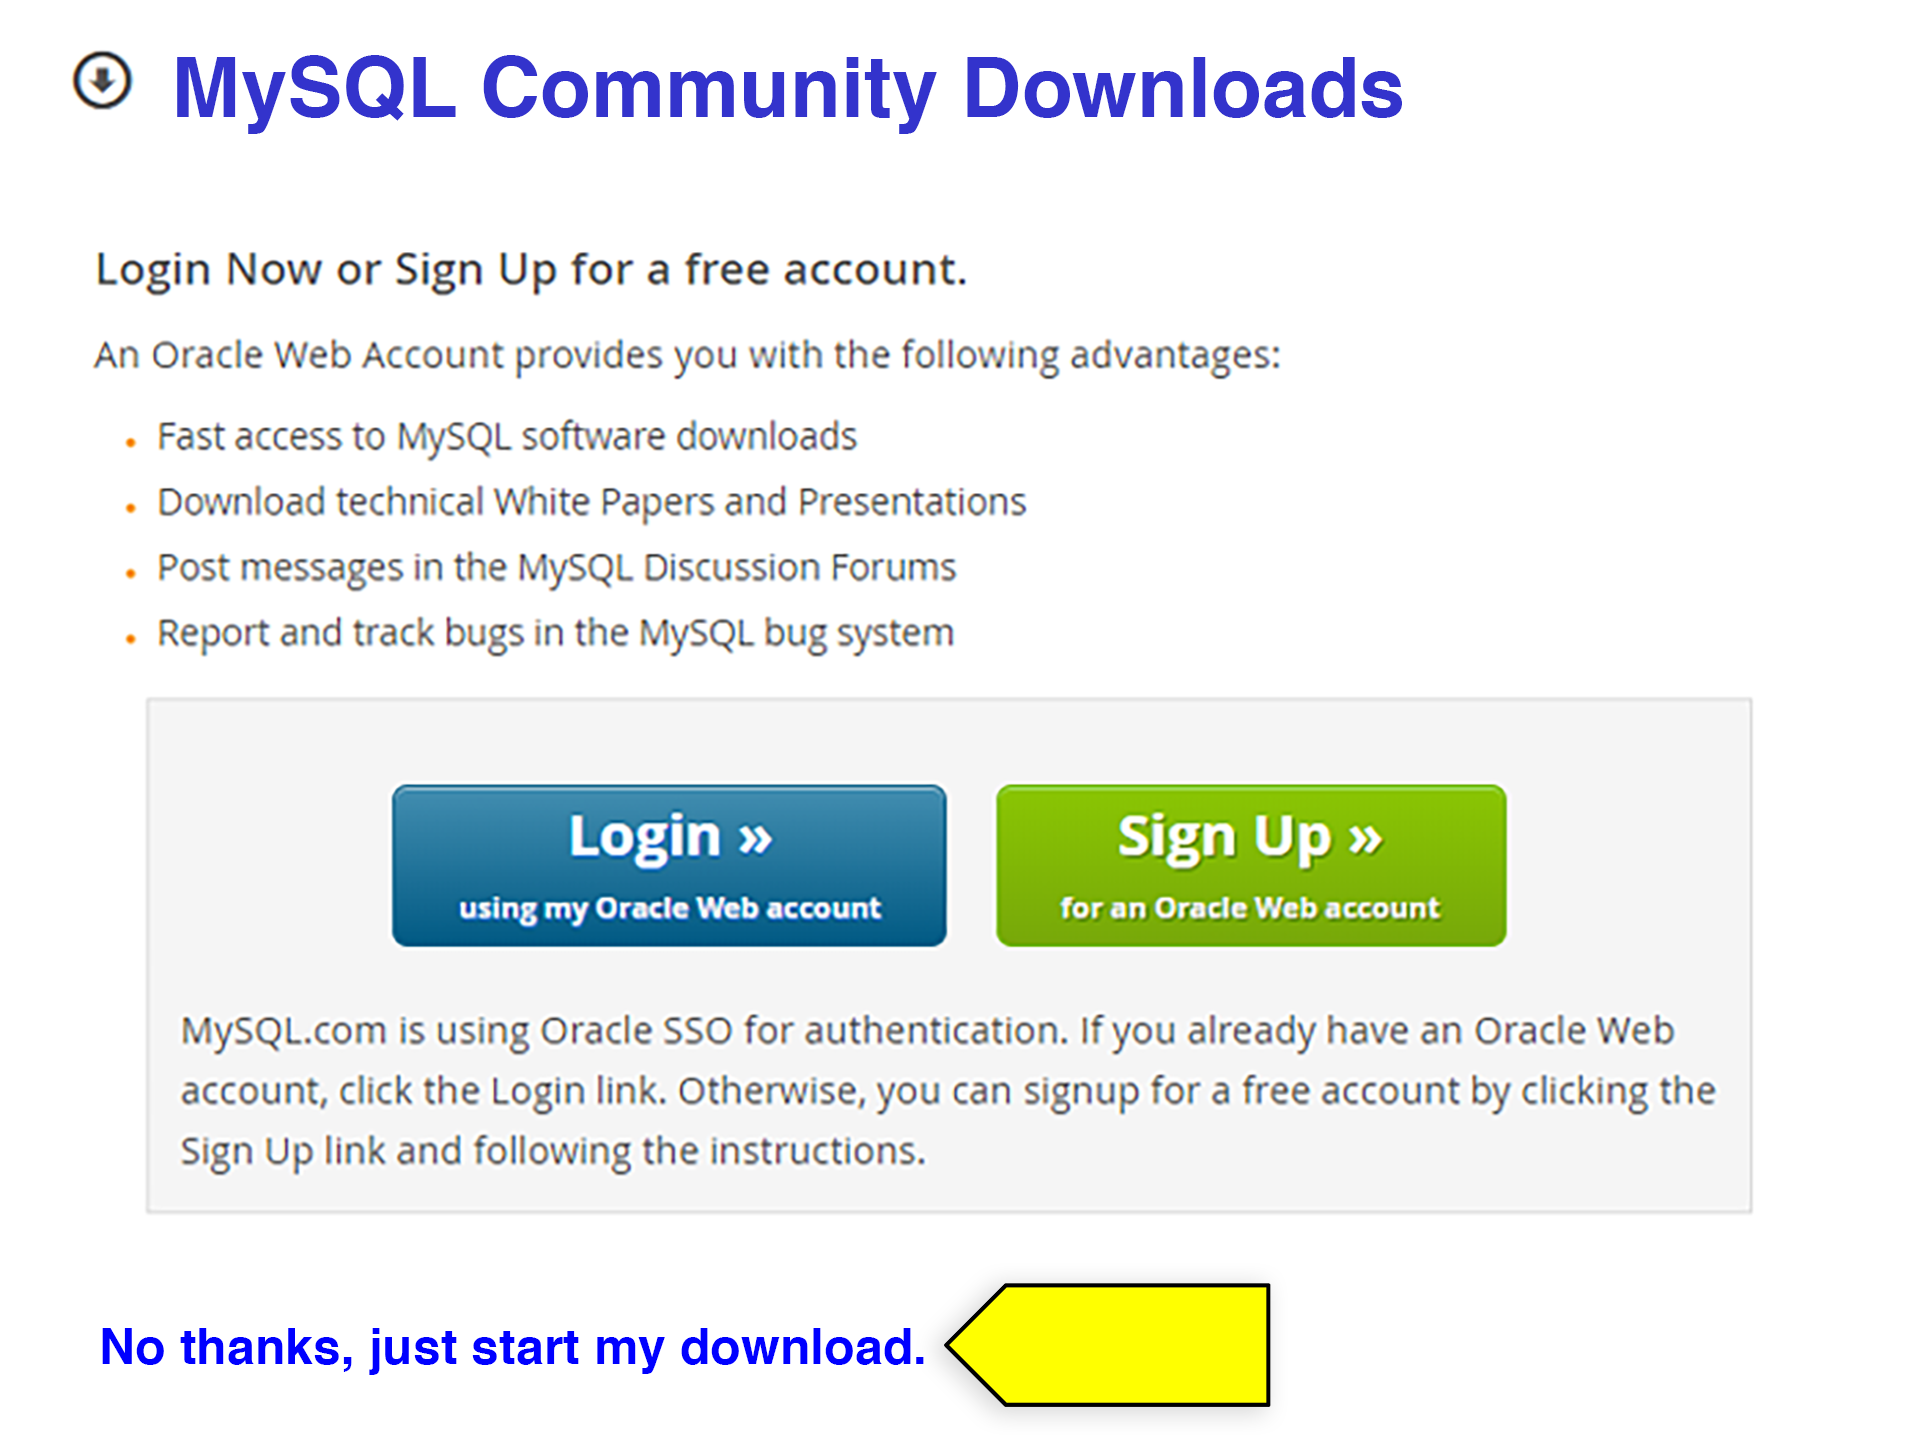 MySQL Community Downloads
Login Now or Sign Up for a free account.
An Oracle Web Account provides you with the following advantages:
• Fast access to MySQL software downloads
• Download technical White Papers and Presentations
• Post messages in the MySQL Discussion Forums
• Report and track bugs in the MySQL bug system
Login »
using my Oracle Web account
Sign Up »
for an Oracle Web account
MySQL.com is using Oracle SSO for authentication. If you already have an Oracle Web
account, click the Login link. Otherwise, you can signup for a free account by clicking the
Sign Up link and following the instructions.
No thanks, just start my download.